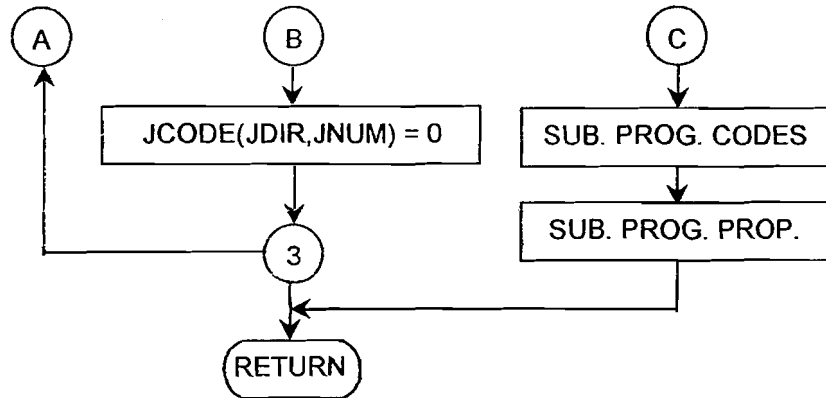 A
B
C
JCODE(JDIR,JNUM) = 0
SUB. PROG. CODES
SUB. PROG. PROP.
3
RETURN